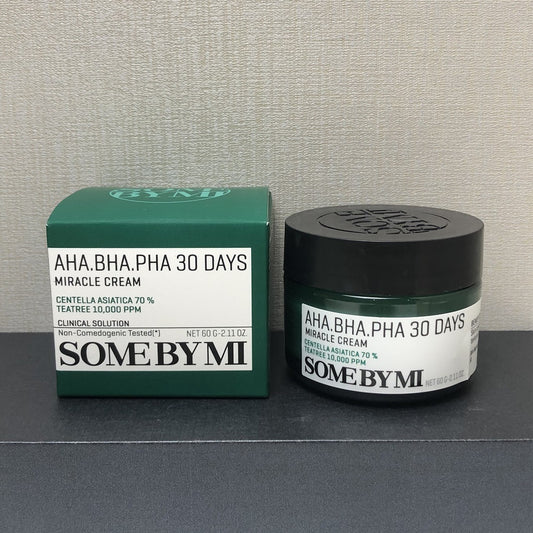 BY MI
AHA.BHA.PHA 30 DAYS
MIRACLE CREAM
CENTELLA ASIATICA 70 %
TEATREE 10,000 PPM
CLINICAL SOLUTION
Non-Comedogenic Tested(*) NET 60 G-2.11 OZ.
SOME BY MI
AHA.BHA.PHA 30 DAYS
MIRACLE CREAM
CENTELLA ASIATICA 70 %
TEATREE 10,000 PPM
SOME BY MI NET 60 G-2.11 OZ.